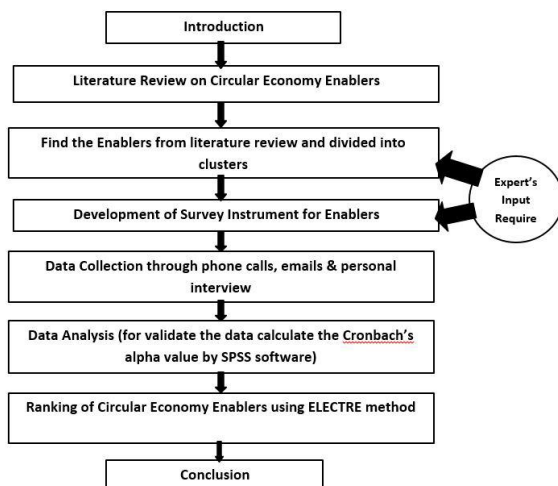 Introduction
Literature Review on Circular Economy Enablers
Find the Enablers from literature review and divided into
clusters
Expert's
Input
Require
Development of Survey Instrument for Enablers
Data Collection through phone calls, emails & personal
interview
Data Analysis (for validate the data calculate the Cronbach's
alpha value by SPSS software)
Ranking of Circular Economy Enablers using ELECTRE method
Conclusion